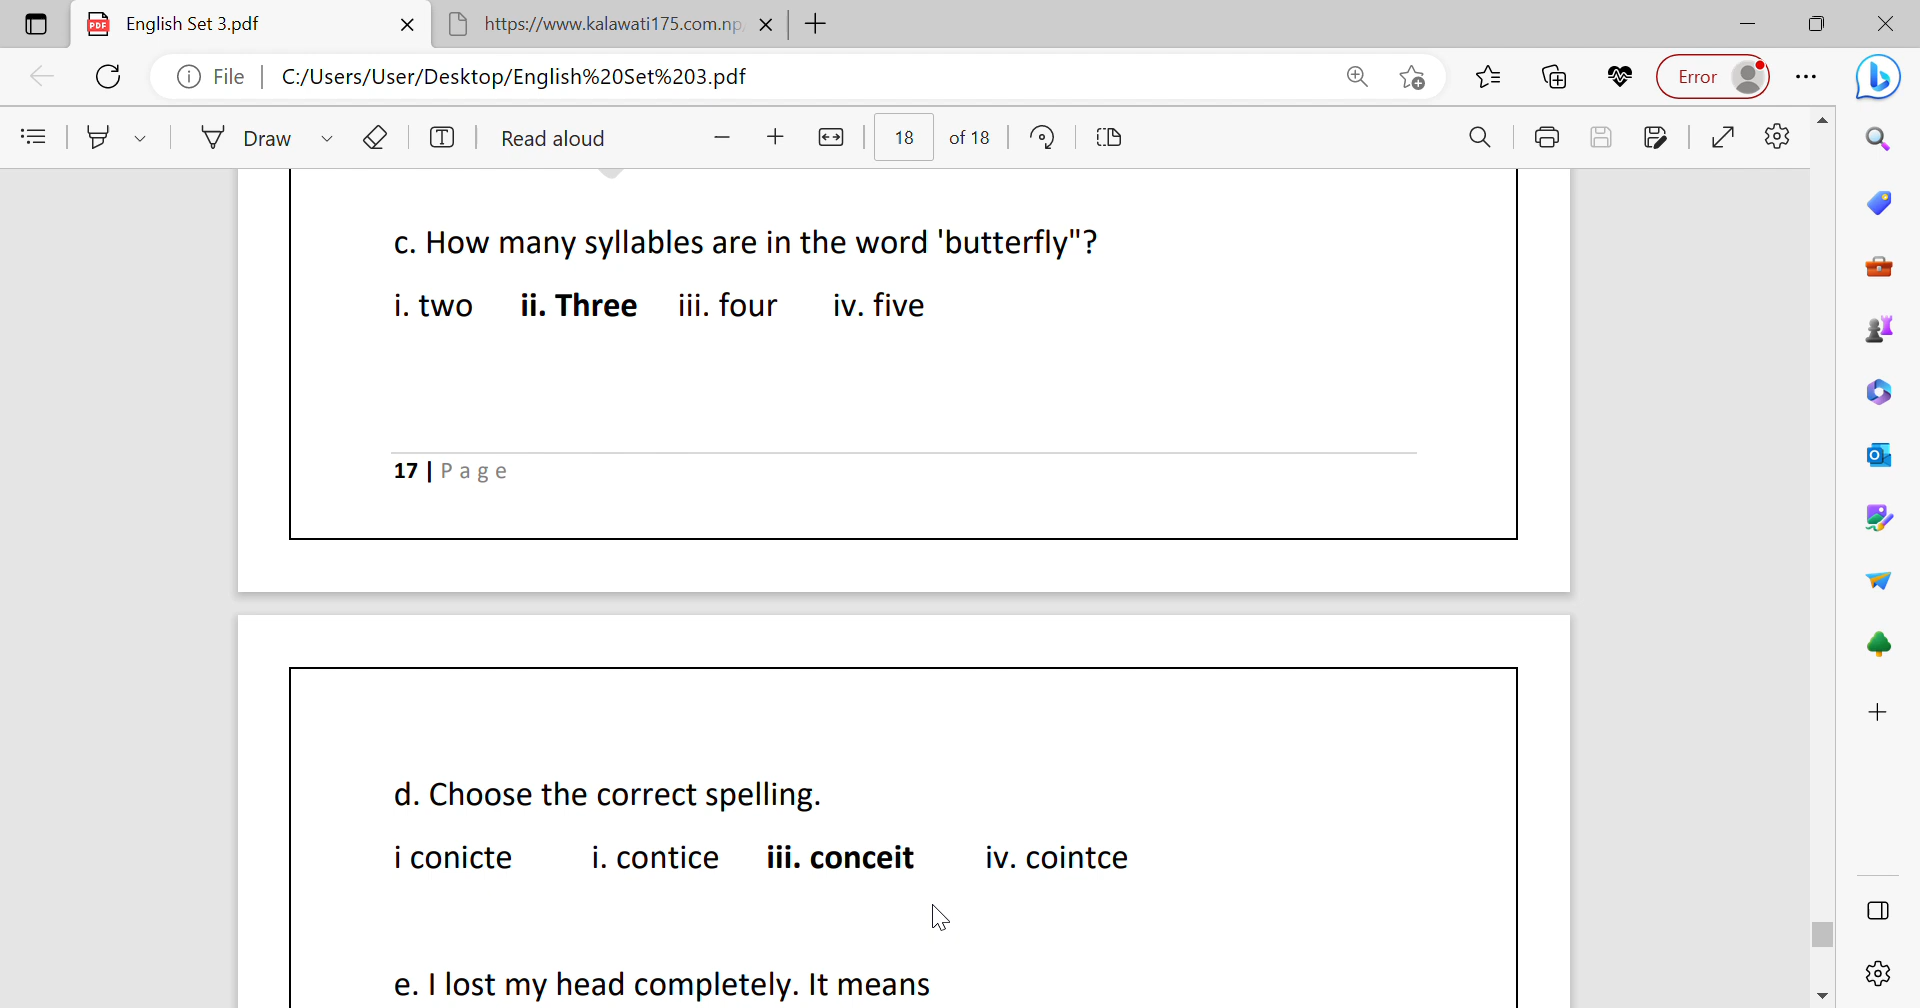 English Set 3.pdf
https://www.kalawati175.com.np/
File
C:/Users/User/Desktop/English%20Set%203.pdf
Error
Draw
Read aloud
18
of 18
c. How many syllables are in the word 'butterfly"?
i. two ii. Three iii. four iv. five
17 | Page
d. Choose the correct spelling.
i conicte i. contice iii. conceit iv. cointce
e. I lost my head completely. It means